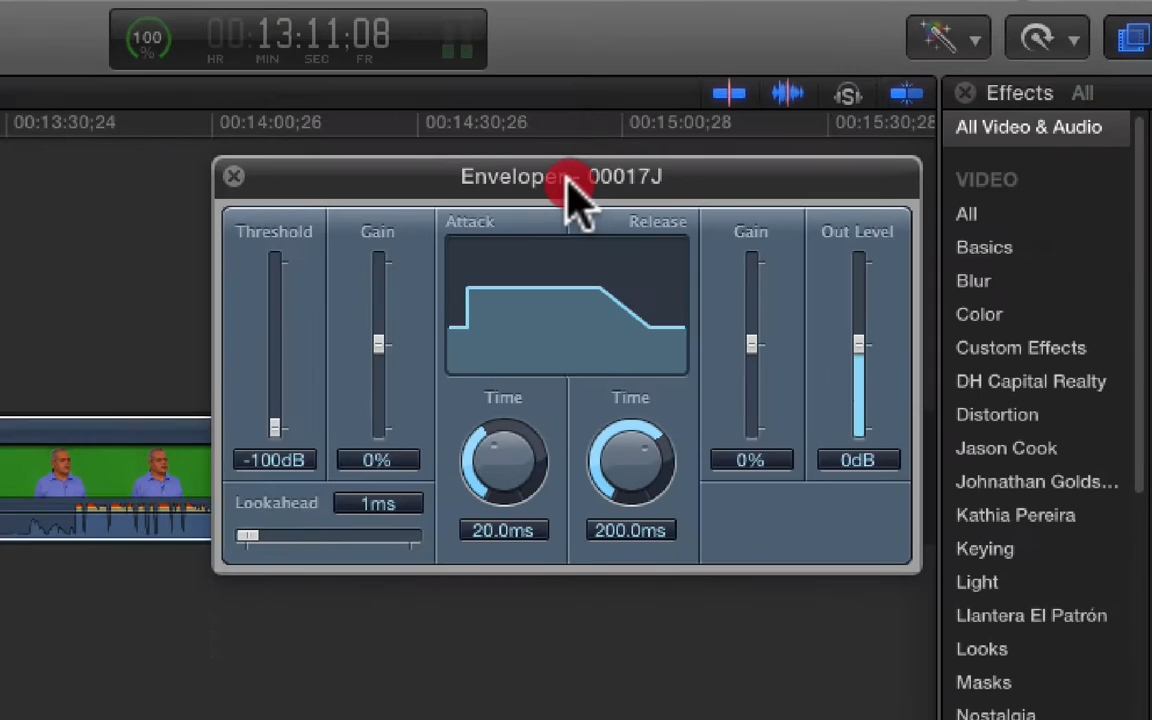 100
%
00:13:11;08
HR MIN SEC FR
00:13:30;24
00:14:00;26
00:14:30;26
00:15:00;28
00:15:30;28
Effects All
All Video & Audio
VIDEO
All
Basics
Blur
Color
Custom Effects
DH Capital Realty
Distortion
Jason Cook
Johnathan Golds...
Kathia Pereira
Keying
Light
Llantera El Patrón
Looks
Masks
Nostalgia
Enveloper - 00017J
Threshold
Gain
Attack
Release
Gain
Out Level
Time
Time
-100dB
0%
0%
0dB
Lookahead
1ms
20.0ms
200.0ms